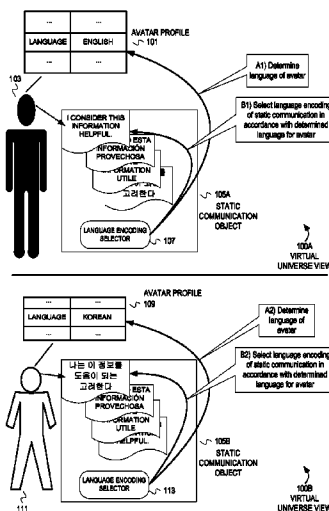 ... ...
LANGUAGE ENGLISH
... ...
AVATAR PROFILE
101
103
A1) Determine
language of avatar
I CONSIDER THIS
INFORMATION
HELPFUL.
ESTA
INFORMACIÓN
PROVECHOSA
UTILE
고려한다
B1) Select language encoding
of static communication in
accordance with determined
language for avatar
105A
STATIC
COMMUNICATION
OBJECT
LANGUAGE ENCODING
SELECTOR
107
100A
VIRTUAL
UNIVERSE VIEW
AVATAR PROFILE
109
... ...
LANGUAGE KOREAN
... ...
A2) Determine
language of
avatar
나는 이 정보를
도움이 되는
고려한다
ESTA
INFORMACIÓN
PROVECHOSA
UTILE
HELPFUL.
B2) Select language encoding
of static communication in
accordance with determined
language for avatar
105B
STATIC
COMMUNICATION
OBJECT
LANGUAGE ENCODING
SELECTOR
113
111
100B
VIRTUAL
UNIVERSE VIEW